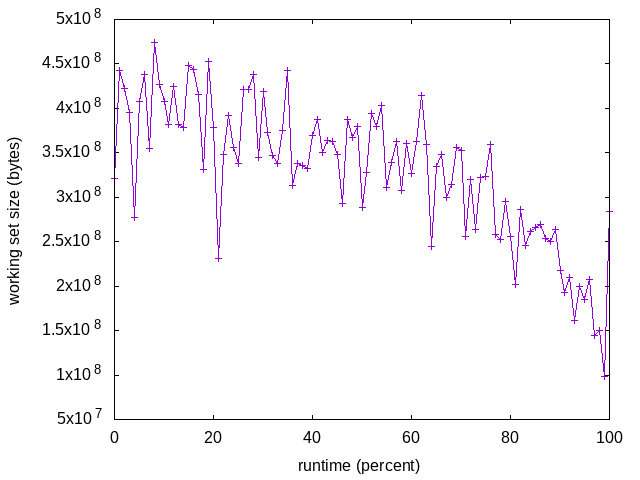 5x10^8
4.5x10^8
4x10^8
3.5x10^8
3x10^8
2.5x10^8
2x10^8
1.5x10^8
1x10^8
5x10^7
working set size (bytes)
0 20 40 60 80 100
runtime (percent)